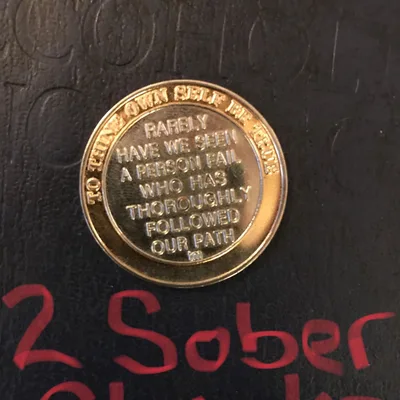 TO THINE OWN SELF BE TRUE
RARELY
HAVE WE SEEN
A PERSON FAIL
WHO HAS
THOROUGHLY
FOLLOWED
OUR PATH
2 Sober